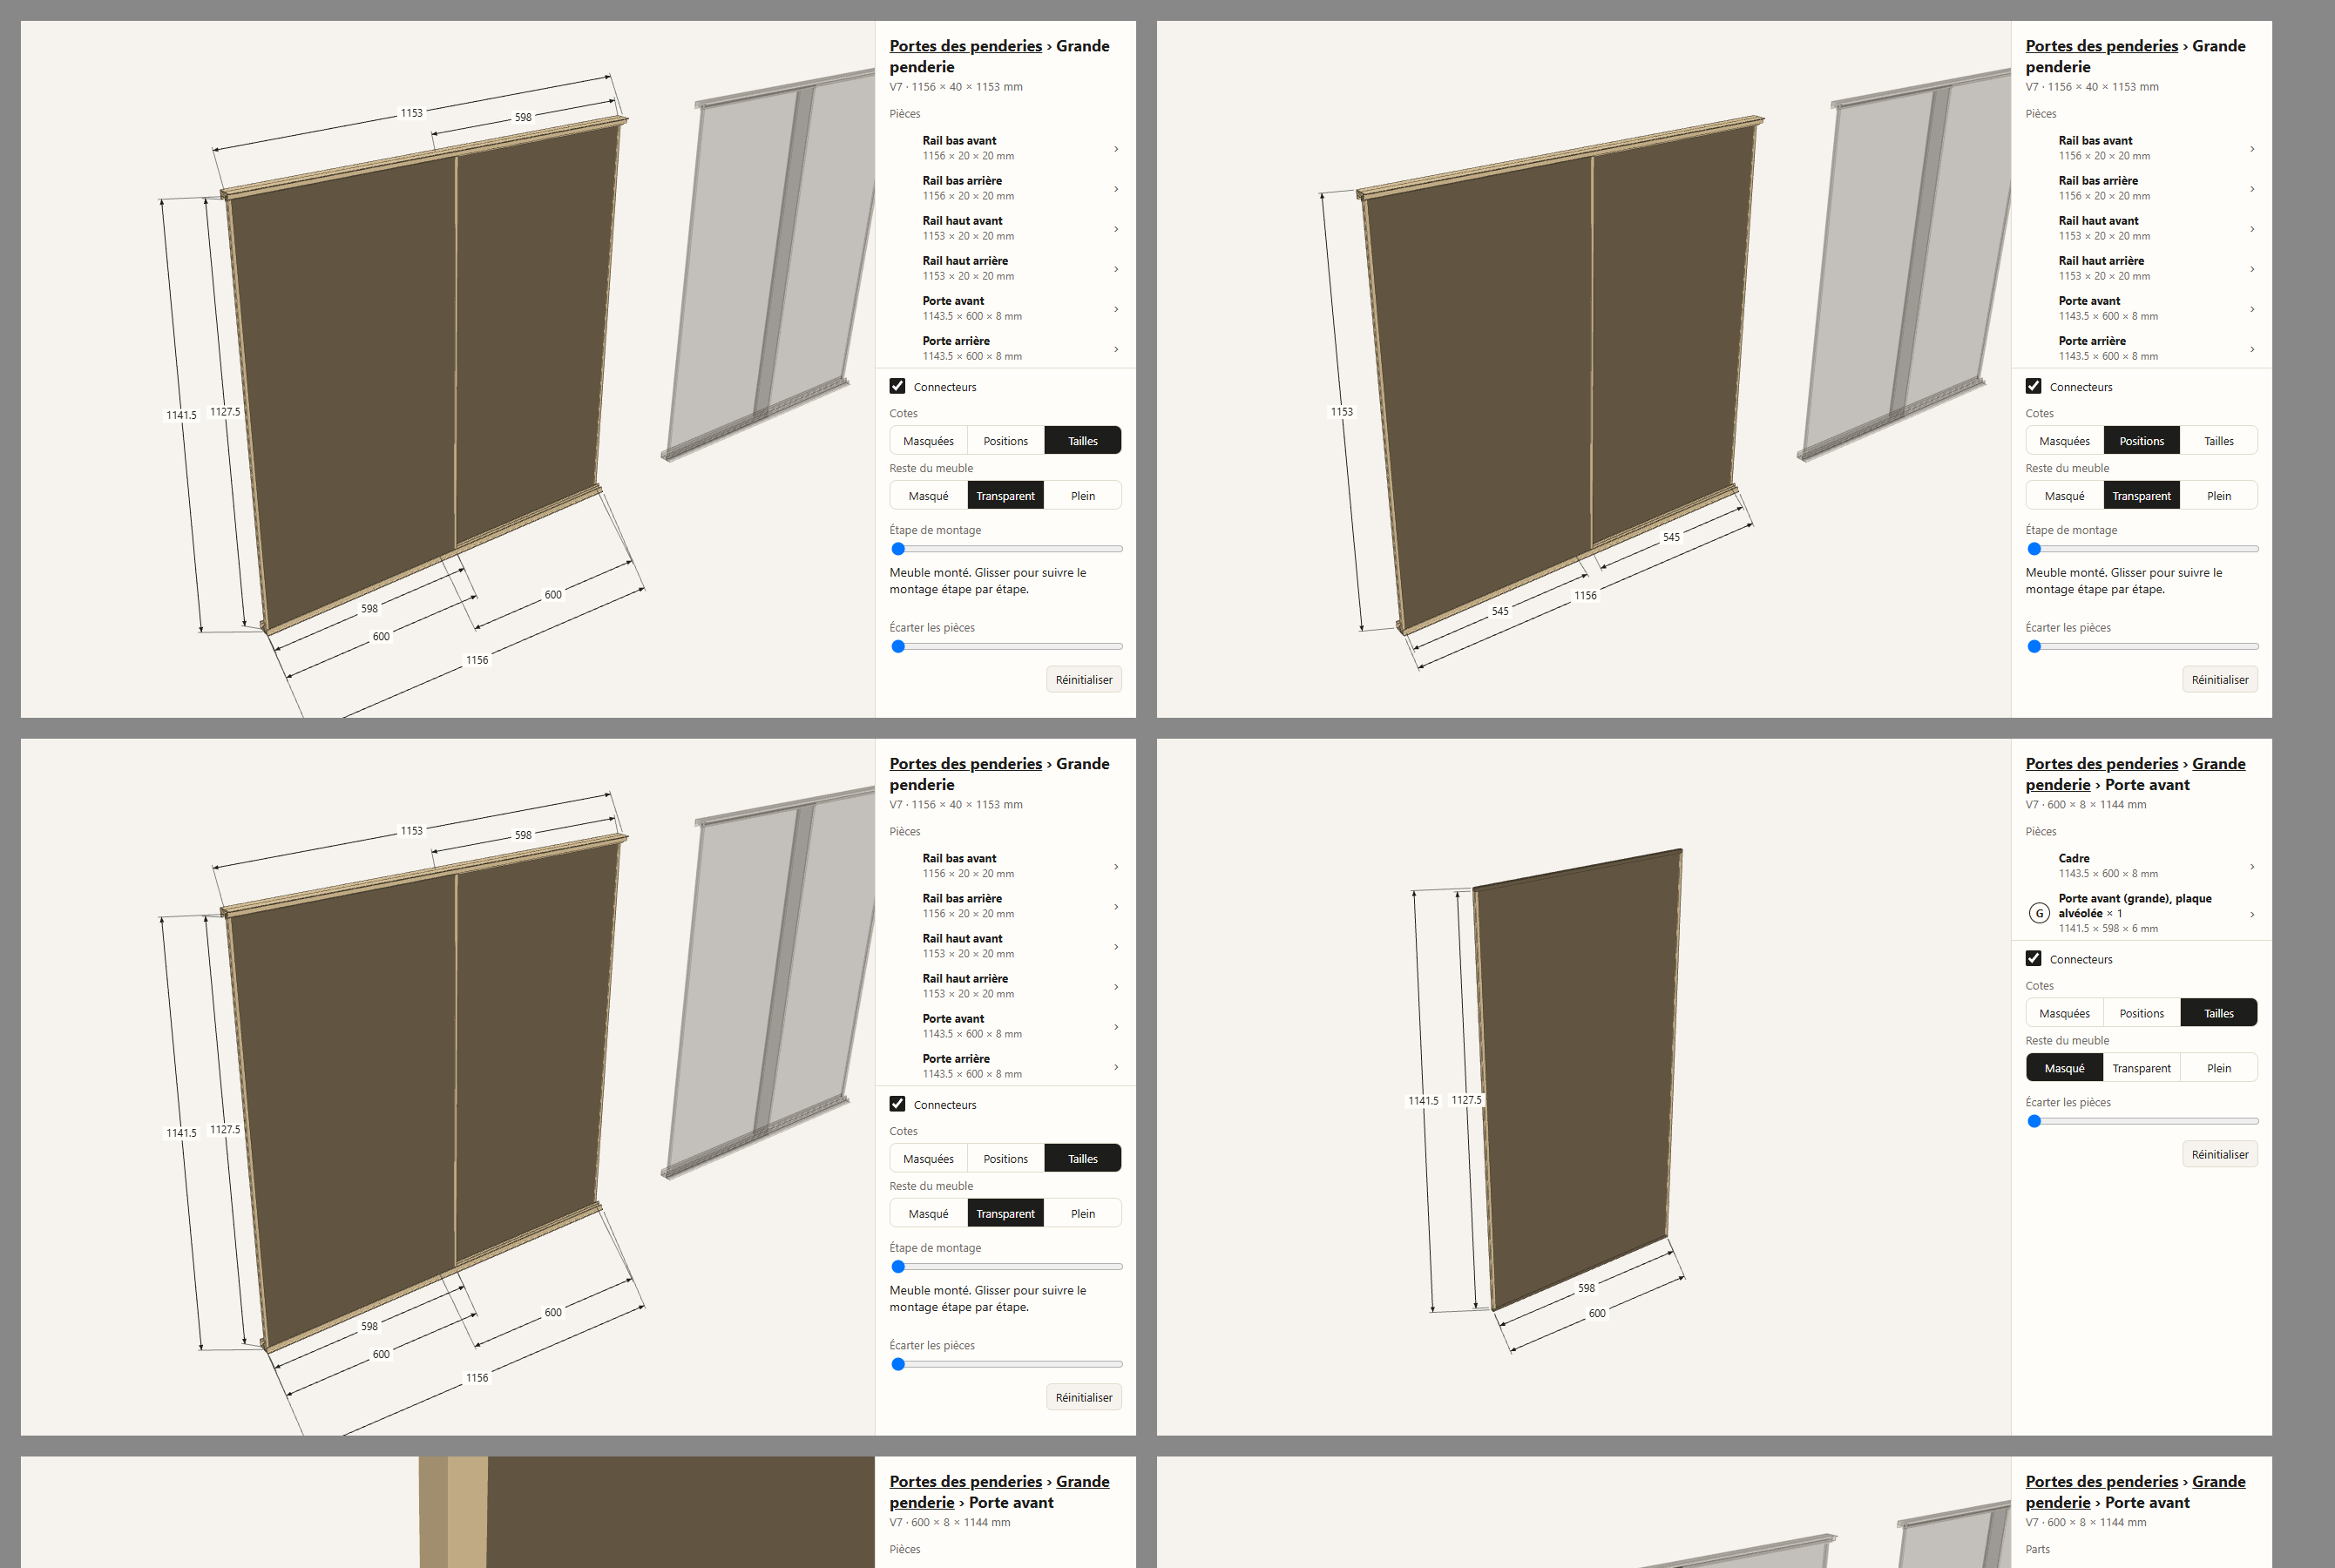 1153
598
1141.5
1127.5
598
600
600
1156
Portes des penderies › Grande
penderie
V7 · 1156 × 40 × 1153 mm
Pièces
Rail bas avant
1156 × 20 × 20 mm
›
Rail bas arrière
1156 × 20 × 20 mm
›
Rail haut avant
1153 × 20 × 20 mm
›
Rail haut arrière
1153 × 20 × 20 mm
›
Porte avant
1143.5 × 600 × 8 mm
›
Porte arrière
1143.5 × 600 × 8 mm
›
Connecteurs
Cotes
Masquées Positions Tailles
Reste du meuble
Masqué Transparent Plein
Étape de montage
Meuble monté. Glisser pour suivre le
montage étape par étape.
Écarter les pièces
Réinitialiser
1153
545
545
1156
Portes des penderies › Grande
penderie
V7 · 1156 × 40 × 1153 mm
Pièces
Rail bas avant
1156 × 20 × 20 mm
›
Rail bas arrière
1156 × 20 × 20 mm
›
Rail haut avant
1153 × 20 × 20 mm
›
Rail haut arrière
1153 × 20 × 20 mm
›
Porte avant
1143.5 × 600 × 8 mm
›
Porte arrière
1143.5 × 600 × 8 mm
›
Connecteurs
Cotes
Masquées Positions Tailles
Reste du meuble
Masqué Transparent Plein
Étape de montage
Meuble monté. Glisser pour suivre le
montage étape par étape.
Écarter les pièces
Réinitialiser
1153
598
1141.5
1127.5
598
600
600
1156
Portes des penderies › Grande
penderie
V7 · 1156 × 40 × 1153 mm
Pièces
Rail bas avant
1156 × 20 × 20 mm
›
Rail bas arrière
1156 × 20 × 20 mm
›
Rail haut avant
1153 × 20 × 20 mm
›
Rail haut arrière
1153 × 20 × 20 mm
›
Porte avant
1143.5 × 600 × 8 mm
›
Porte arrière
1143.5 × 600 × 8 mm
›
Connecteurs
Cotes
Masquées Positions Tailles
Reste du meuble
Masqué Transparent Plein
Étape de montage
Meuble monté. Glisser pour suivre le
montage étape par étape.
Écarter les pièces
Réinitialiser
1141.5
1127.5
598
600
Portes des penderies › Grande
penderie › Porte avant
V7 · 600 × 8 × 1144 mm
Pièces
Cadre
1143.5 × 600 × 8 mm
›
G
Porte avant (grande), plaque
alvéolée × 1
1141.5 × 598 × 6 mm
›
Connecteurs
Cotes
Masquées Positions Tailles
Reste du meuble
Masqué Transparent Plein
Écarter les pièces
Réinitialiser
Portes des penderies › Grande
penderie › Porte avant
V7 · 600 × 8 × 1144 mm
Pièces
Portes des penderies › Grande
penderie › Porte avant
V7 · 600 × 8 × 1144 mm
Parts